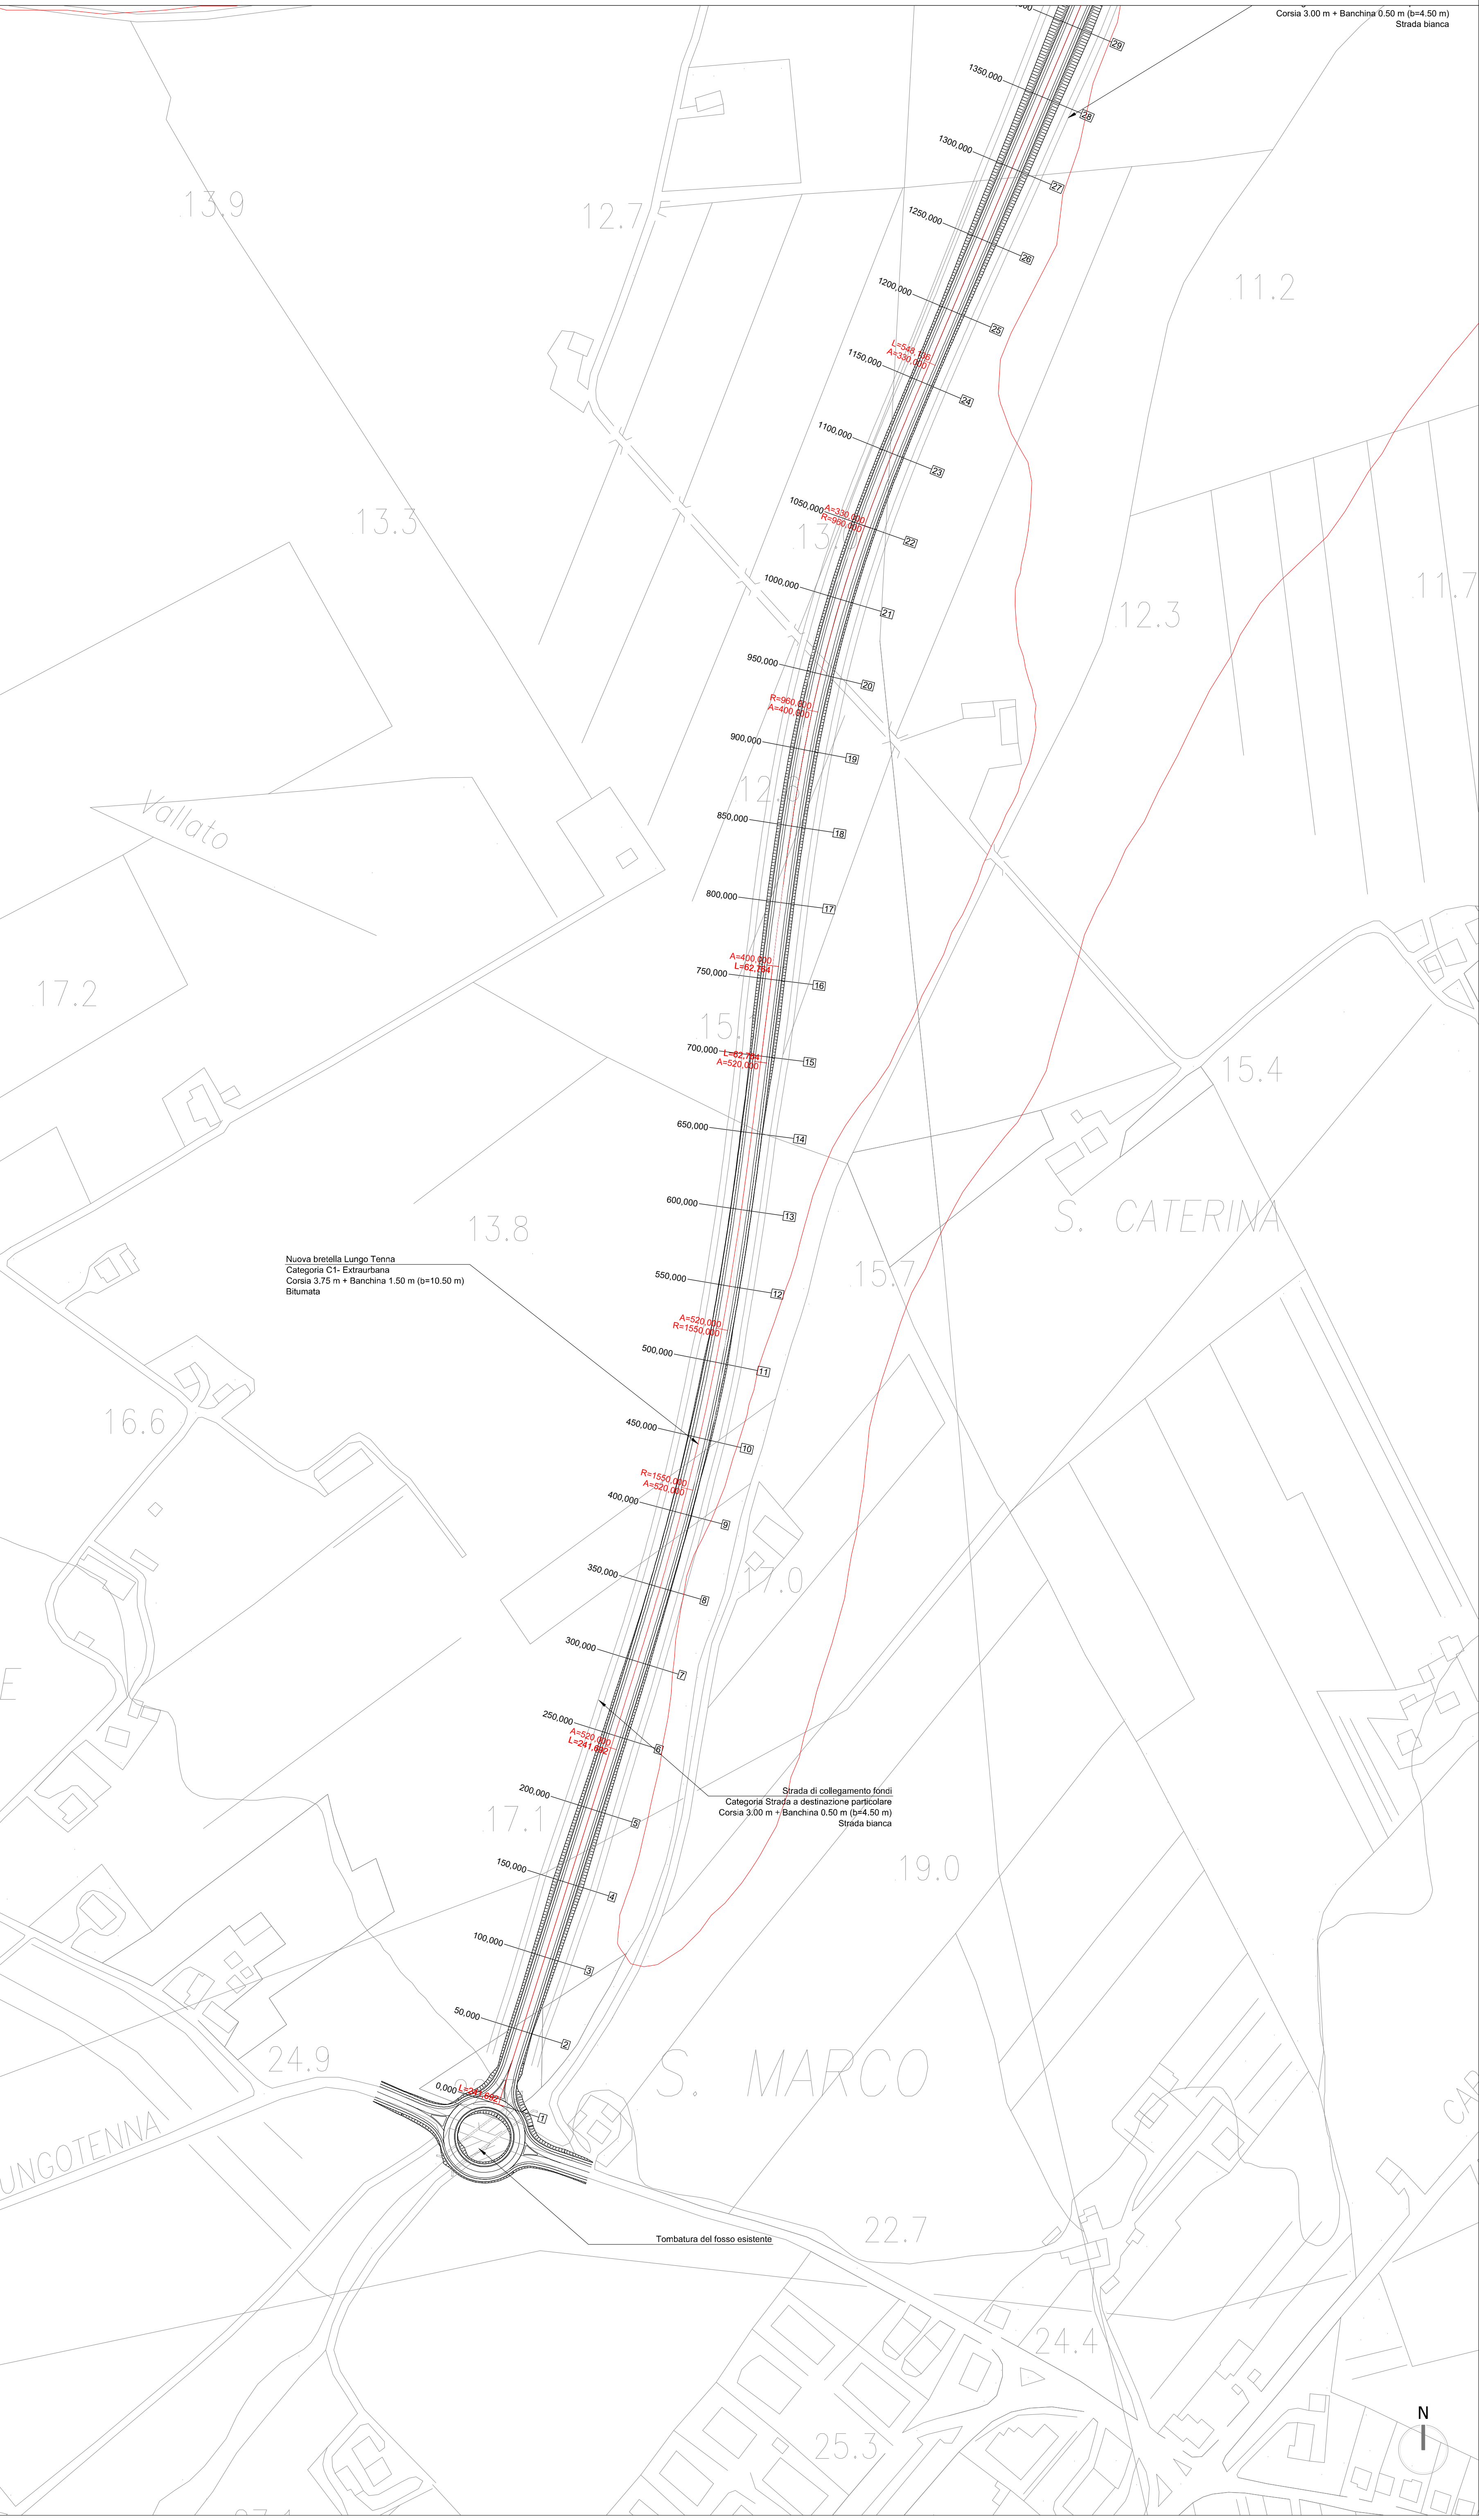 Corsia 3.00 m + Banchina 0.50 m (b=4.50 m)
Strada bianca
29
1350,000
28
1300,000
27
13.9
12.7
1250,000
26
11.2
1200,000
25
L=548,
A=330,000
1150,000
24
1100,000
23
1050,000
A=330,000
R=960,000
22
13.3
1000,000
21
11.7
12.3
950,000
20
R=960,000
A=400,000
900,000
19
Vallato
850,000
18
800,000
17
A=400,000
L=62,764
750,000
16
17.2
700,000
L=62,764
A=520,000
15
15.4
650,000
14
600,000
13
S. CATERINA
13.8
Nuova bretella Lungo Tenna
Categoria C1- Extraurbana
Corsia 3.75 m + Banchina 1.50 m (b=10.50 m)
Bitumata
15.7
550,000
12
A=520,000
R=1550,000
500,000
11
16.6
450,000
10
R=1550,000
A=520,000
400,000
9
350,000
8
17.0
300,000
7
E
250,000
A=520,000
L=241,692
6
Strada di collegamento fondi
Categoria Strada a destinazione particolare
Corsia 3.00 m + Banchina 0.50 m (b=4.50 m)
Strada bianca
200,000
5
17.1
150,000
4
19.0
100,000
3
50,000
2
24.9
S. MARCO
0,000
L=241,692
1
UNGOTENNA
22.7
Tombatura del fosso esistente
24.4
25.3
N